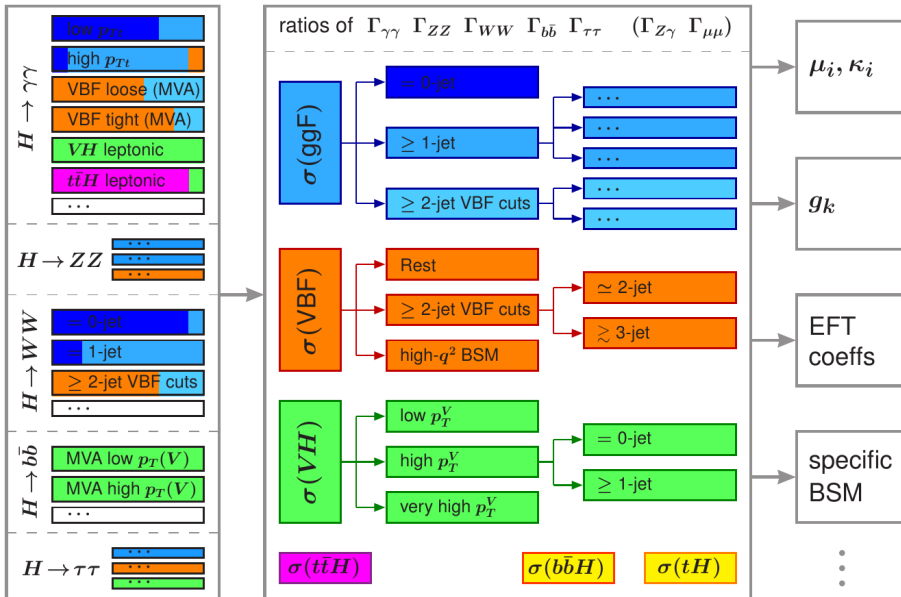 H → γγ
low p_Tt
high p_Tt
VBF loose (MVA)
VBF tight (MVA)
VH leptonic
tt̄H leptonic
···
H → ZZ
···
···
···
H → WW
= 0-jet
= 1-jet
≥ 2-jet VBF cuts
···
H → bb̄
MVA low p_T(V)
MVA high p_T(V)
···
H → ττ
···
···
···
ratios of Γ_γγ Γ_ZZ Γ_WW Γ_bb̄ Γ_ττ (Γ_Zγ Γ_μμ)
σ(ggF)
= 0-jet
≥ 1-jet
≥ 2-jet VBF cuts
···
···
···
···
···
σ(VBF)
Rest
≥ 2-jet VBF cuts
high-q² BSM
≃ 2-jet
≳ 3-jet
σ(VH)
low p_T^V
high p_T^V
very high p_T^V
= 0-jet
≥ 1-jet
σ(tt̄H)
σ(bb̄H)
σ(tH)
μ_i, κ_i
g_k
EFT
coeffs
specific
BSM
⋮